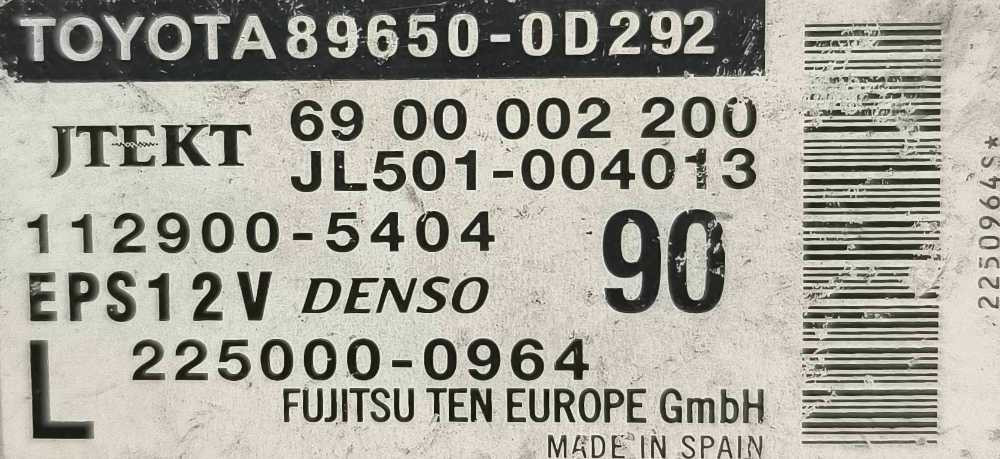 TOYOTA 89650-0D292
JTEKT 69 00 002 200
JL501-004013
112900-5404 90
EPS12V DENSO
L 225000-0964
FUJITSU TEN EUROPE GmbH
MADE IN SPAIN
2250964S*